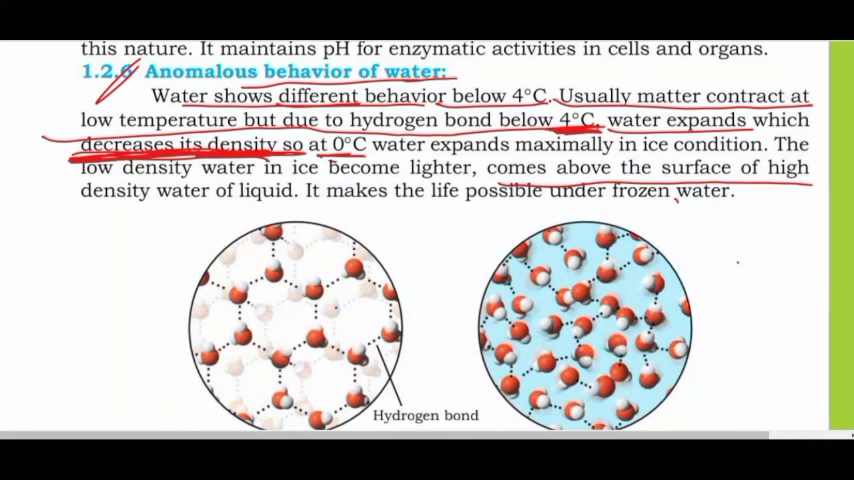 this nature. It maintains pH for enzymatic activities in cells and organs.
1.2.6 Anomalous behavior of water:
Water shows different behavior below 4°C. Usually matter contract at
low temperature but due to hydrogen bond below 4°C, water expands which
decreases its density so at 0°C water expands maximally in ice condition. The
low density water in ice become lighter, comes above the surface of high
density water of liquid. It makes the life possible under frozen water.
Hydrogen bond